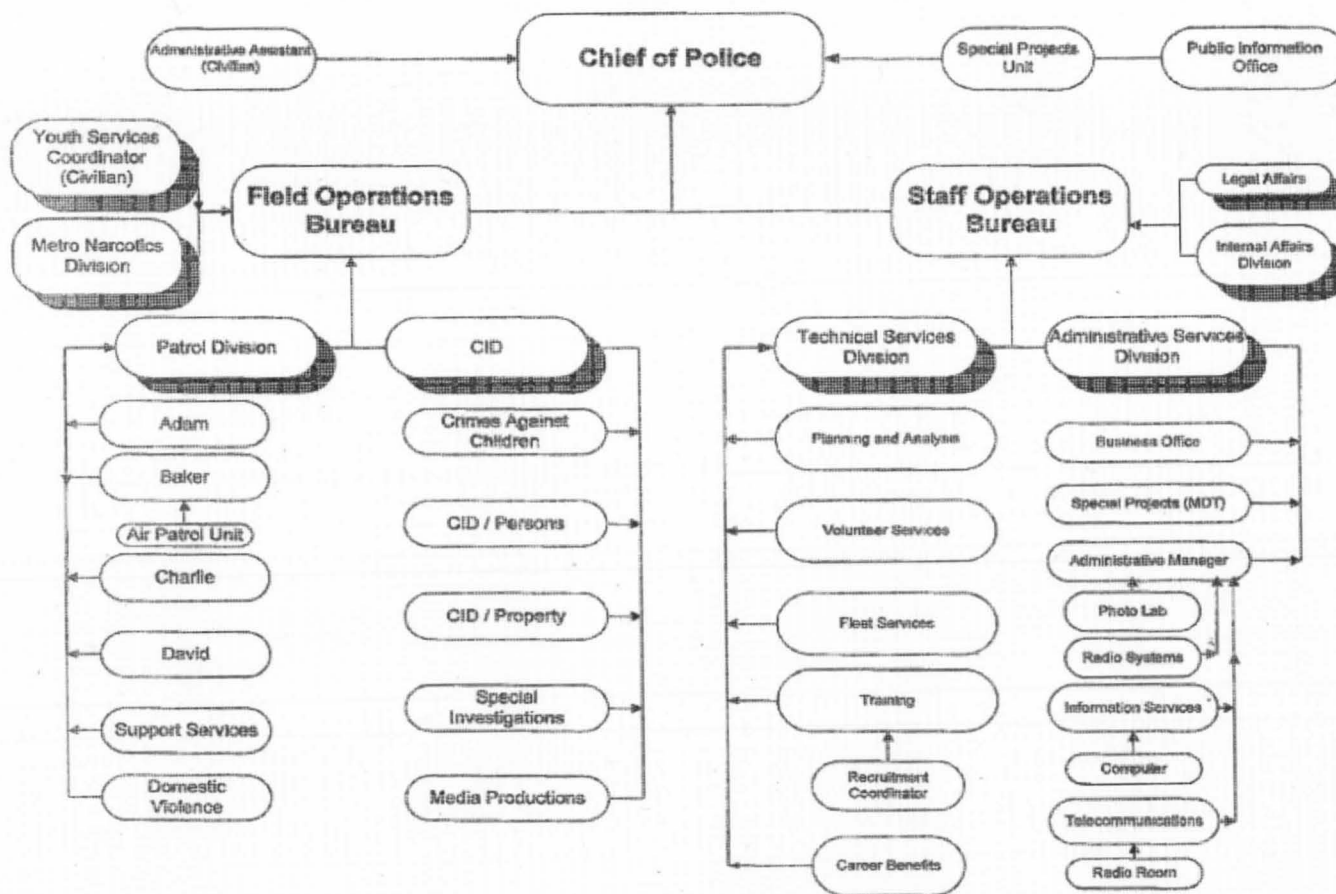 Administrative Assistant
(Civilian)
Chief of Police
Special Projects
Unit
Public Information
Office
Youth Services
Coordinator
(Civilian)
Metro Narcotics
Division
Field Operations
Bureau
Staff Operations
Bureau
Legal Affairs
Internal Affairs
Division
Patrol Division
Adam
Baker
Air Patrol Unit
Charlie
David
Support Services
Domestic
Violence
CID
Crimes Against
Children
CID / Persons
CID / Property
Special
Investigations
Media Productions
Technical Services
Division
Planning and Analysis
Volunteer Services
Fleet Services
Training
Recruitment
Coordinator
Career Benefits
Administrative Services
Division
Business Office
Special Projects (MDT)
Administrative Manager
Photo Lab
Radio Systems
Information Services
Computer
Telecommunications
Radio Room